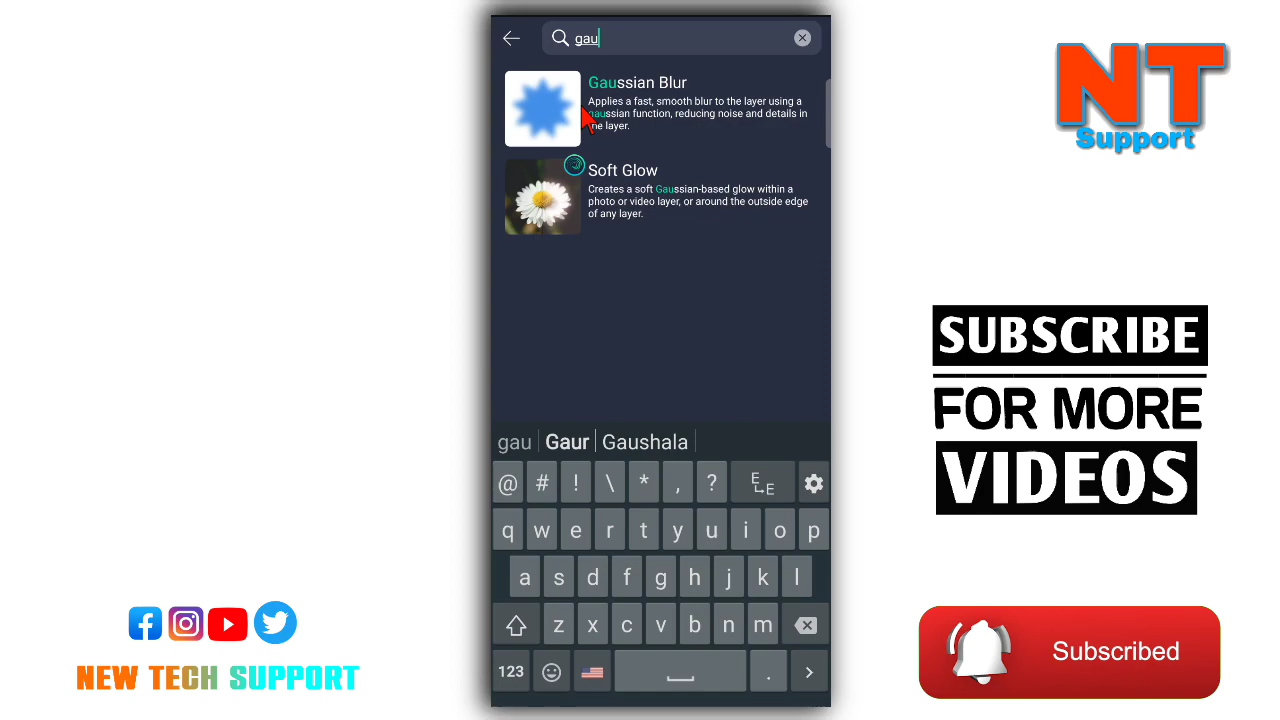 gau
Gaussian Blur
Applies a fast, smooth blur to the layer using a
gaussian function, reducing noise and details in
the layer.
Soft Glow
Creates a soft Gaussian-based glow within a
photo or video layer, or around the outside edge
of any layer.
gau Gaur Gaushala
@ # ! \ * , ? E E
q w e r t y u i o p
a s d f g h j k l
z x c v b n m
123 .
NT
Support
SUBSCRIBE
FOR MORE
VIDEOS
Subscribed
NEW TECH SUPPORT